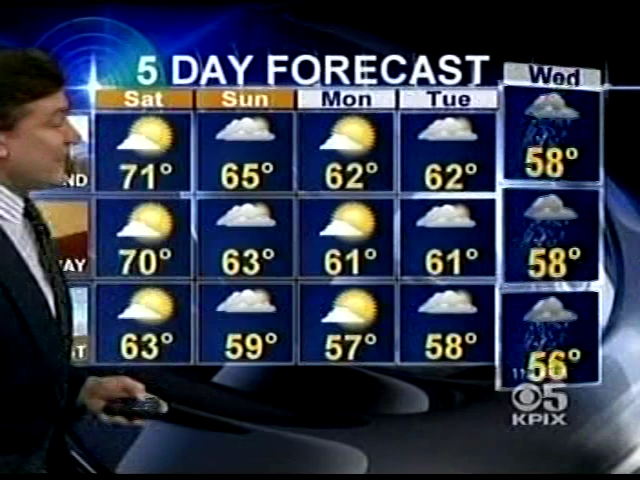 5 DAY FORECAST
Sat Sun Mon Tue Wed
71° 65° 62° 62° 58°
70° 63° 61° 61° 58°
63° 59° 57° 58° 56°
5
KPIX